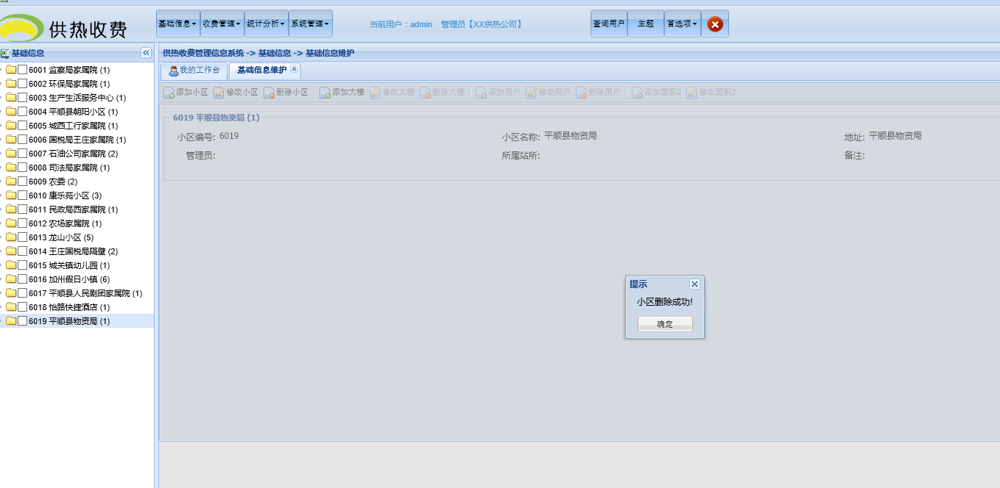 供热收费
基础信息 收费管理 统计分析 系统管理 当前用户：admin 管理员【XX供热公司】 查询用户 主题 首选项
基础信息
供热收费管理信息系统 -> 基础信息 -> 基础信息维护
我的工作台 基础信息维护
添加小区 修改小区 删除小区 添加大楼 修改大楼 删除大楼 添加用户 修改用户 删除用户 添加面积2 修改面积2
6001 监察局家属院 (1)
6002 环保局家属院 (1)
6003 生产生活服务中心 (1)
6004 平顺县朝阳小区 (1)
6005 城西工行家属院 (1)
6006 国税局王庄家属院 (1)
6007 石油公司家属院 (2)
6008 司法局家属院 (1)
6009 农委 (2)
6010 康乐苑小区 (3)
6011 民政局西家属院 (1)
6012 农场家属院 (1)
6013 龙山小区 (5)
6014 王庄国税局隔壁 (2)
6015 城关镇幼儿园 (1)
6016 加州假日小镇 (6)
6017 平顺县人民剧团家属院 (1)
6018 怡路快捷酒店 (1)
6019 平顺县物资局 (1)
6019 平顺县物资局 (1)
小区编号: 6019 小区名称: 平顺县物资局 地址: 平顺县物资局
管理员: 所属站所: 备注:
提示
小区删除成功!
确定